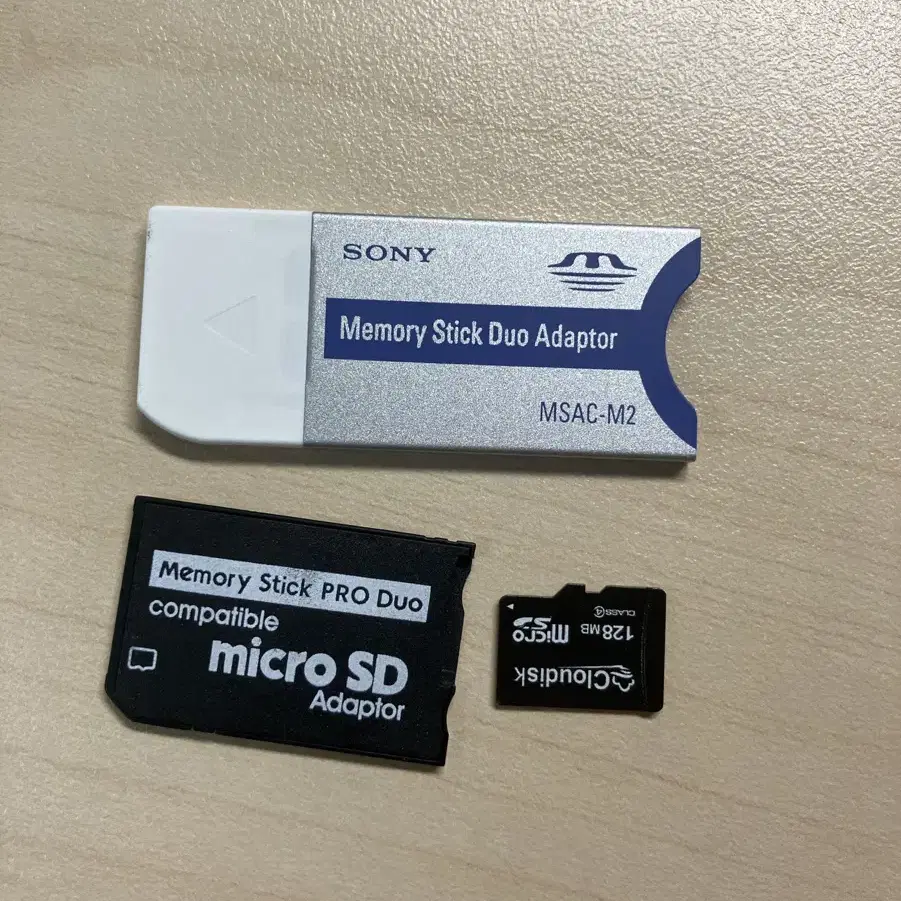 SONY
Memory Stick Duo Adaptor
MSAC-M2
Memory Stick PRO Duo
compatible
micro SD
Adaptor
Cloudisk
128MB
micro SD
CLASS 4